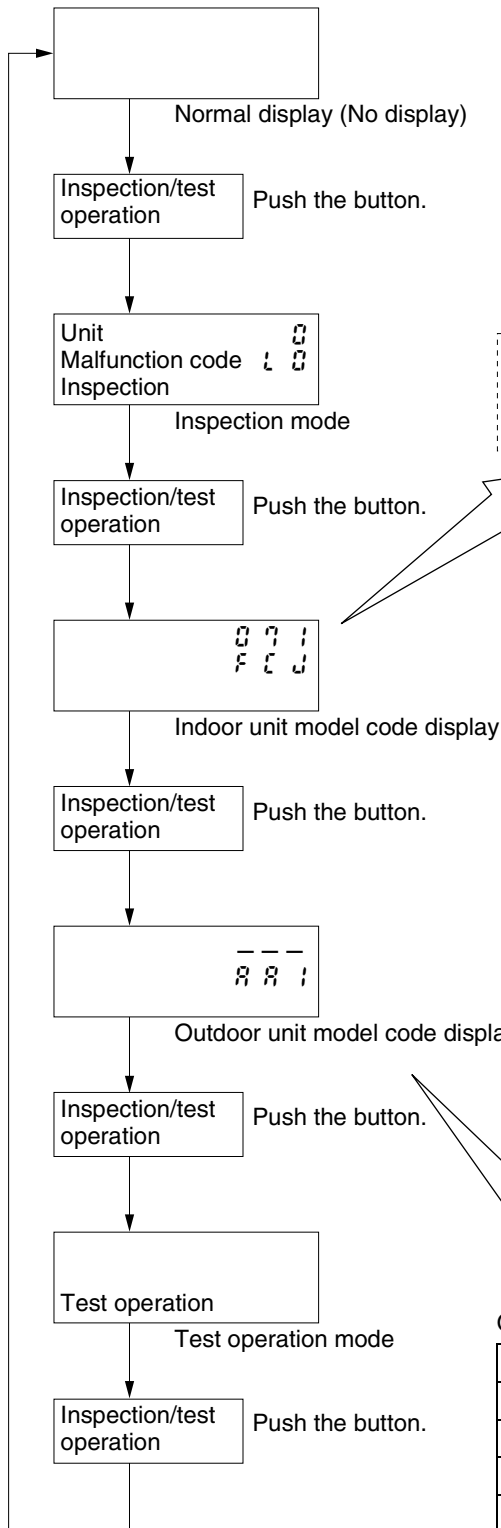 Normal display (No display)
Inspection/test
operation
Push the button.
Unit 0
Malfunction code L 0
Inspection
Inspection mode
Inspection/test
operation
Push the button.
0 7 1
F C J
Indoor unit model code display
Inspection/test
operation
Push the button.
– – –
A A 1
Outdoor unit model code displa
Inspection/test
operation
Push the button.
Test operation
Test operation mode
Inspection/test
operation
Push the button.